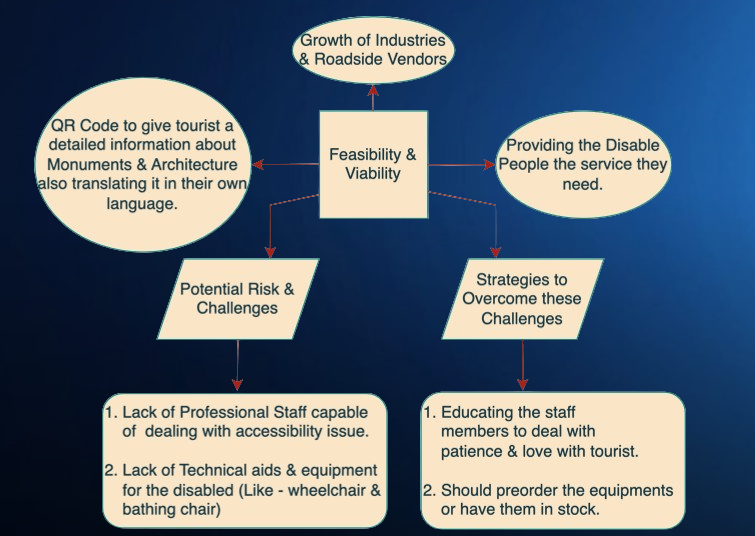 Growth of Industries
& Roadside Vendors
QR Code to give tourist a
detailed information about
Monuments & Architecture
also translating it in their own
language.
Feasibility &
Viability
Providing the Disable
People the service they
need.
Potential Risk &
Challenges
Strategies to
Overcome these
Challenges
1. Lack of Professional Staff capable
of dealing with accessibility issue.
2. Lack of Technical aids & equipment
for the disabled (Like - wheelchair &
bathing chair)
1. Educating the staff
members to deal with
patience & love with tourist.
2. Should preorder the equipments
or have them in stock.